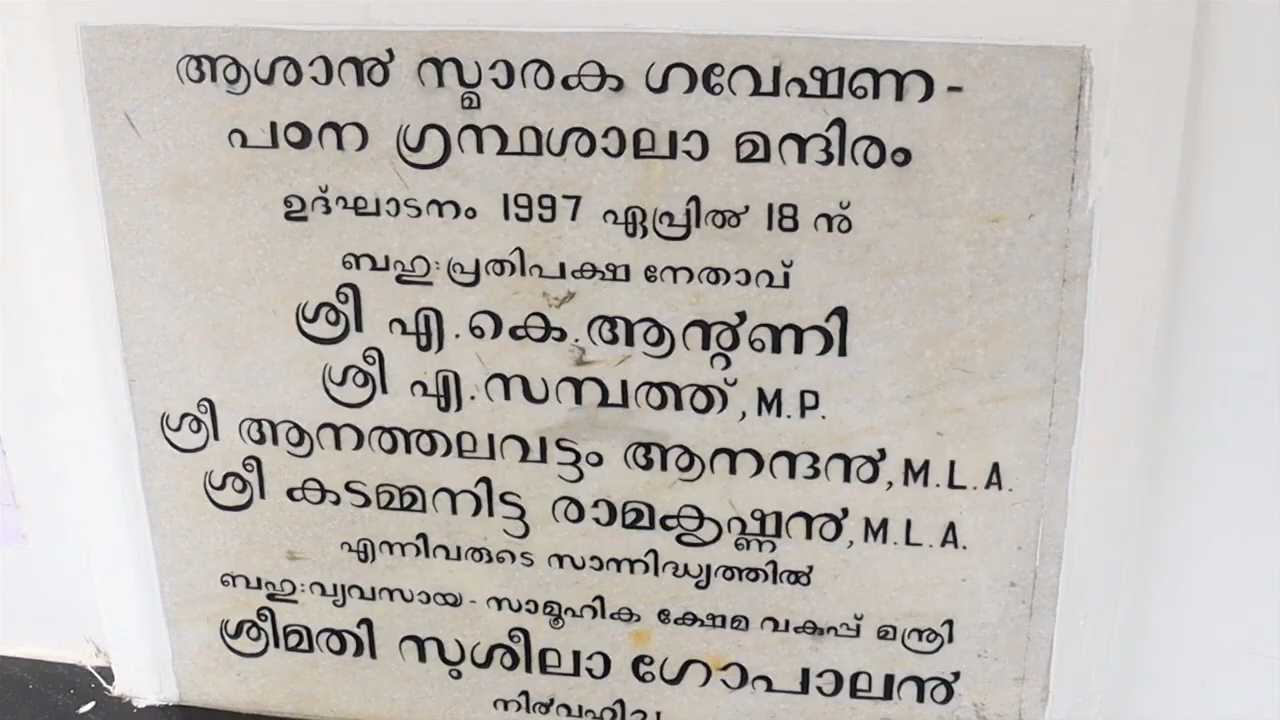 ആശാൻ സ്മാരക ഗവേഷണ -
പഠന ഗ്രന്ഥശാലാ മന്ദിരം
ഉദ്ഘാടനം 1997 ഏപ്രിൽ 18 ന്
ബഹു:പ്രതിപക്ഷ നേതാവ്
ശ്രീ എ.കെ.ആന്റ്ണി
ശ്രീ എ.സമ്പത്ത്, M.P.
ശ്രീ ആനത്തലവട്ടം ആനന്ദൻ, M.L.A.
ശ്രീ കടമ്മനിട്ട രാമകൃഷ്ണൻ, M.L.A.
എന്നിവരുടെ സാന്നിദ്ധ്യത്തിൽ
ബഹു:വ്യവസായ - സാമൂഹിക ക്ഷേമ വകുപ്പ് മന്ത്രി
ശ്രീമതി സുശീലാ ഗോപാലൻ
നിർവഹിച്ചു